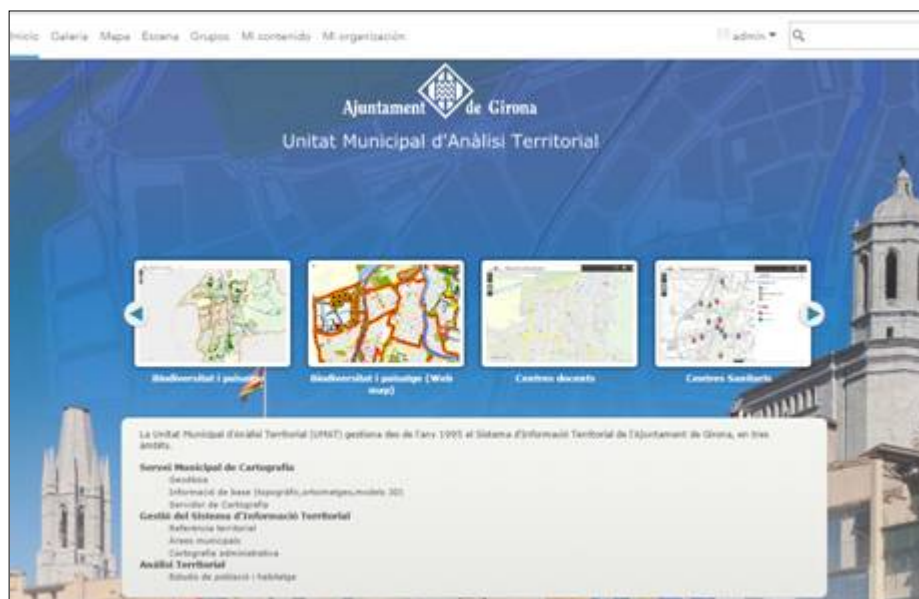 Inicio Galería Mapa Escena Grupos Mi contenido Mi organización admin
Ajuntament de Girona
Unitat Municipal d'Anàlisi Territorial
Biodiversitat i paisatge
Biodiversitat i paisatge (Web map)
Centres docents
Centres Sanitaris
La Unitat Municipal d'Anàlisi Territorial (UMAT) gestiona des de l'any 1995 el Sistema d'Informació Territorial de l'Ajuntament de Girona, en tres
àmbits.
Servei Municipal de Cartografia
Geodèsia
Informació de base (topogràfic,ortoimatges,models 3D)
Servidor de Cartografia
Gestió del Sistema d'Informació Territorial
Referència territorial
Àrees municipals
Cartografia administrativa
Anàlisi Territorial
Estudis de població i habitatge